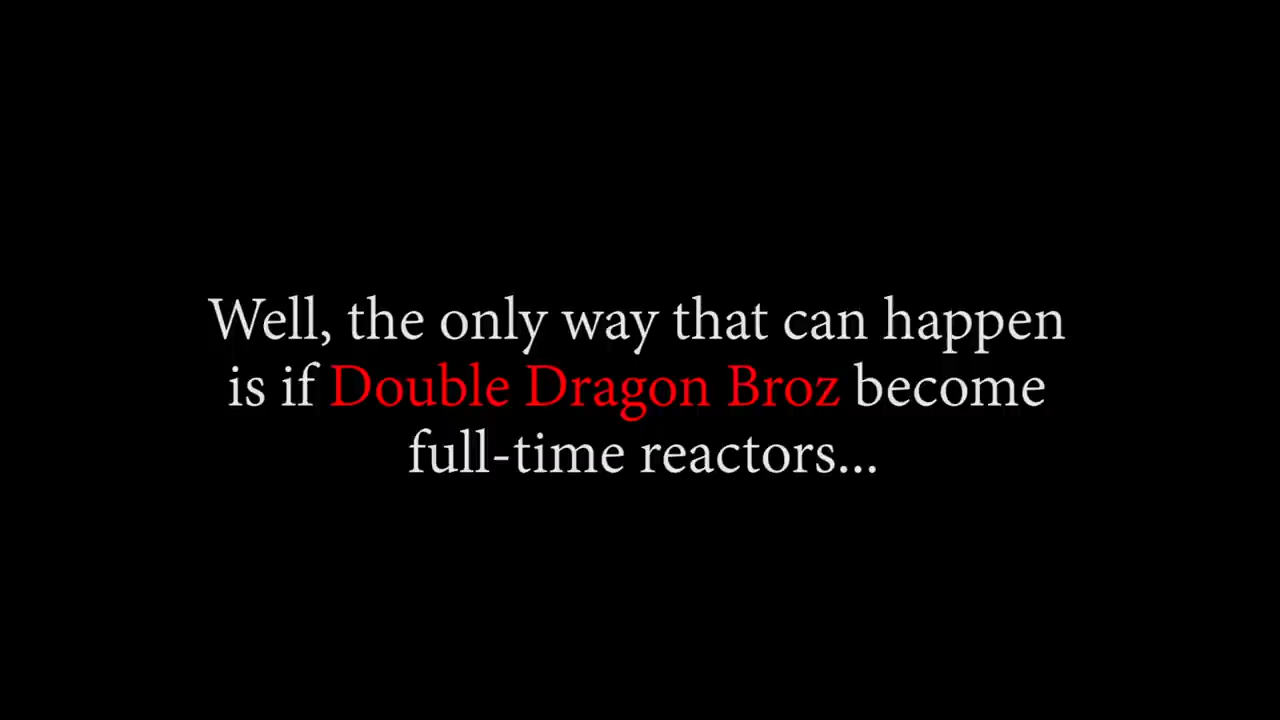 Well, the only way that can happen
is if Double Dragon Broz become
full-time reactors...